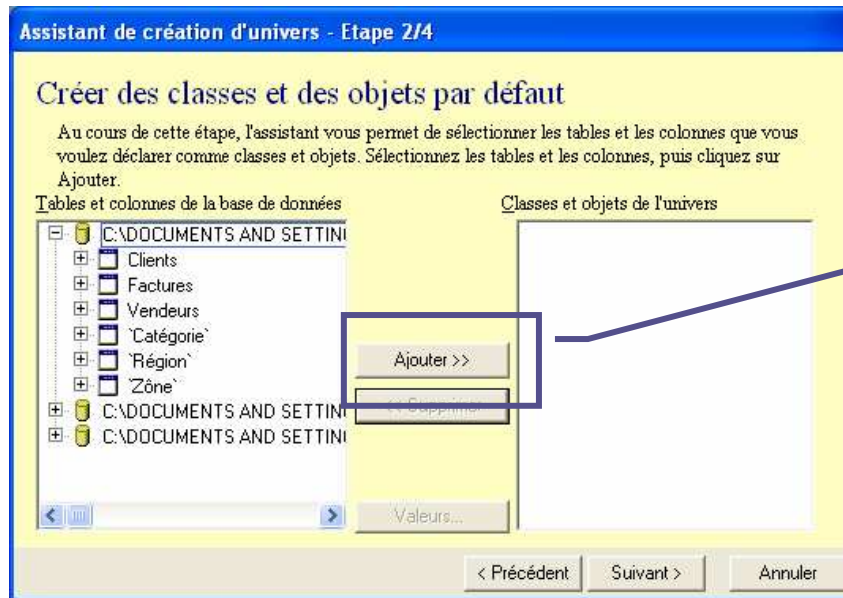 Assistant de création d'univers - Etape 2/4
Créer des classes et des objets par défaut
Au cours de cette étape, l'assistant vous permet de sélectionner les tables et les colonnes que vous
voulez déclarer comme classes et objets. Sélectionnez les tables et les colonnes, puis cliquez sur
Ajouter.
Tables et colonnes de la base de données
Classes et objets de l'univers
C:\DOCUMENTS AND SETTIN
Clients
Factures
Vendeurs
`Catégorie`
`Région`
`Zône`
C:\DOCUMENTS AND SETTIN
C:\DOCUMENTS AND SETTIN
Ajouter >>
<< Supprimer
Valeurs...
< Précédent
Suivant >
Annuler